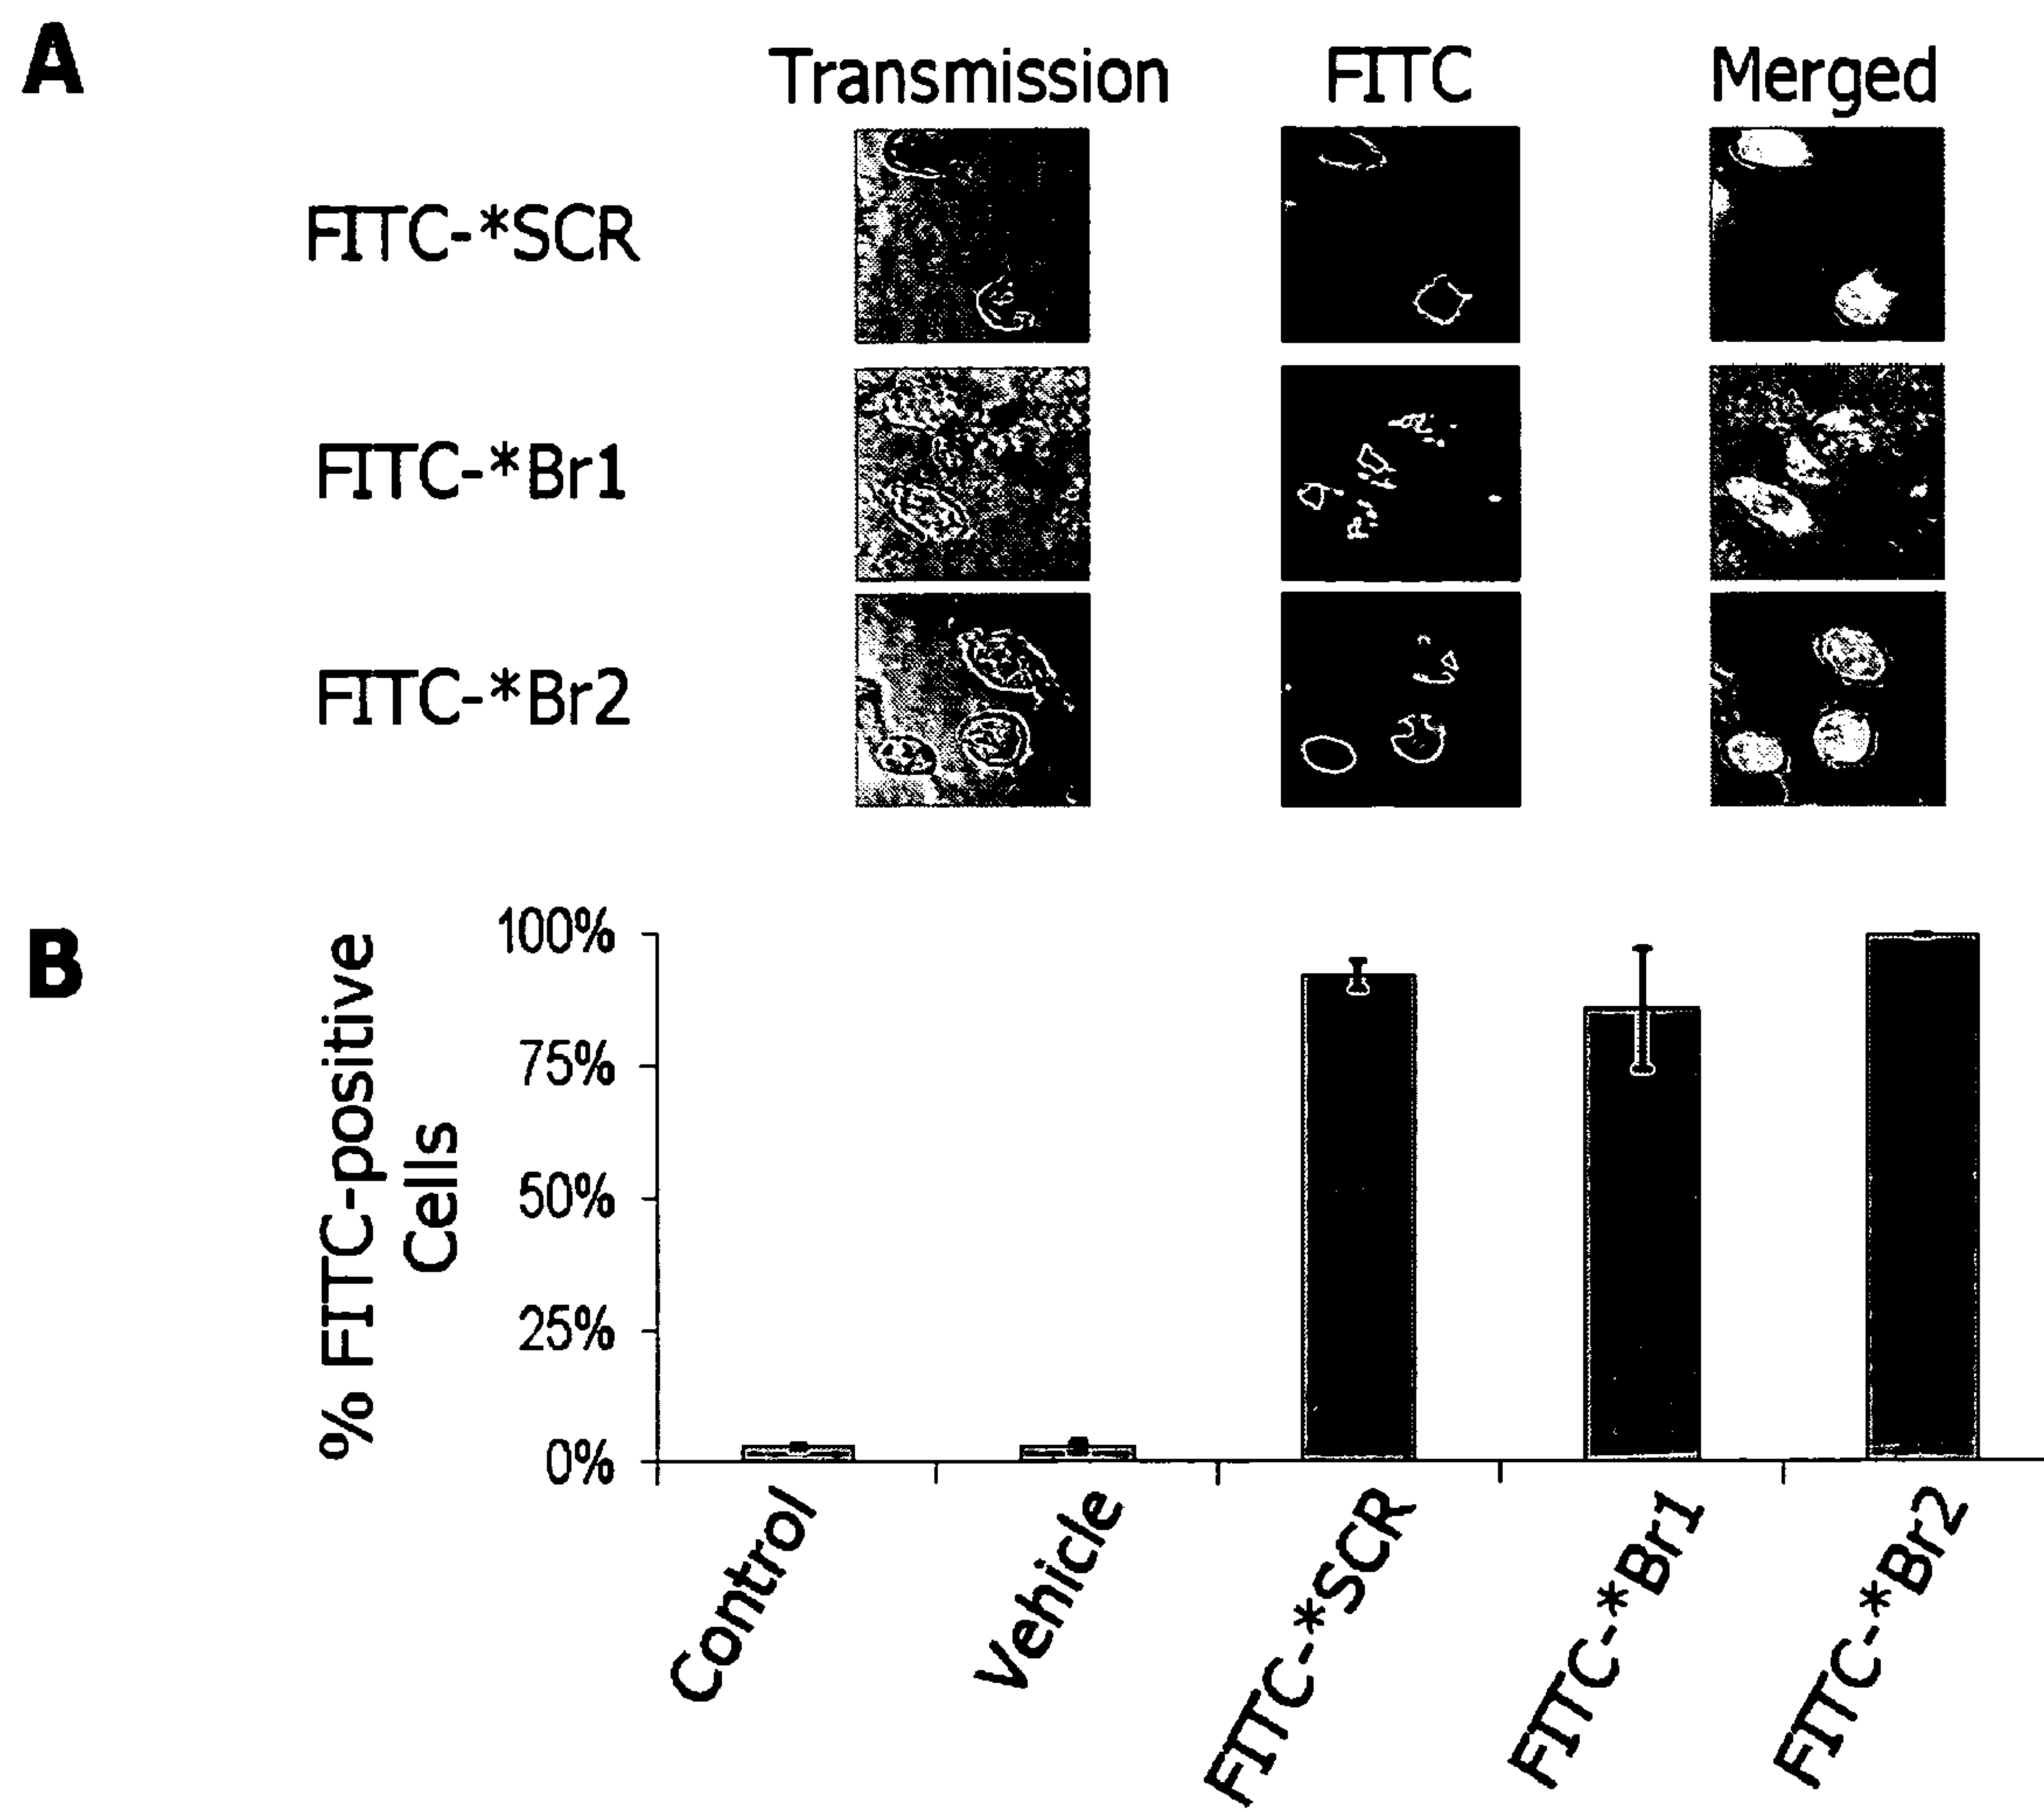 A
Transmission FITC Merged
FITC-*SCR
FITC-*Br1
FITC-*Br2
B
% FITC-positive
Cells
100%
75%
50%
25%
0%
Control
Vehicle
FITC-*SCR
FITC-*Br1
FITC-*Br2